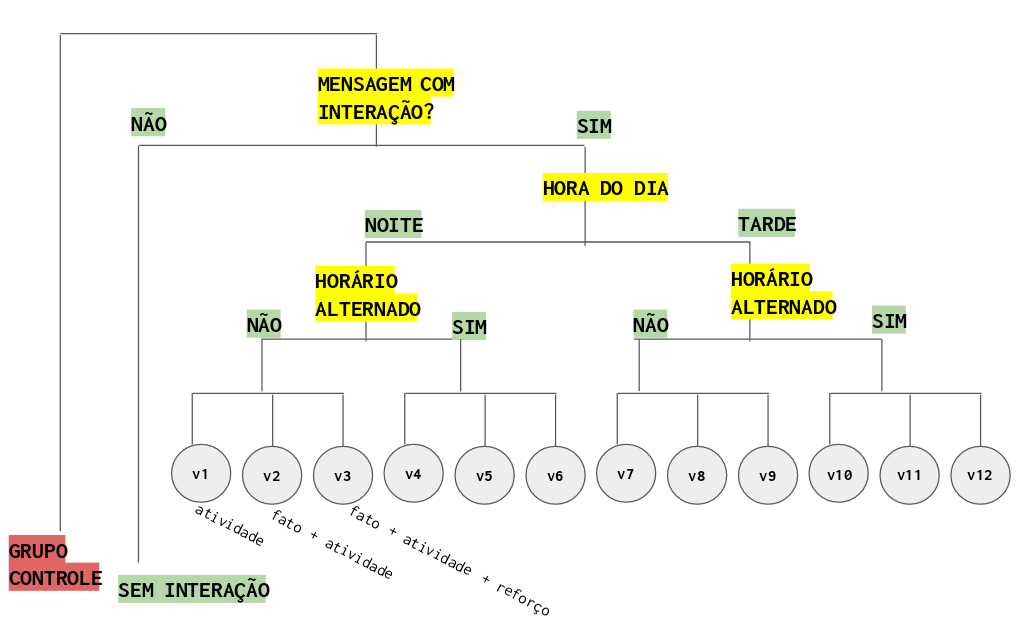 MENSAGEM COM
INTERAÇÃO?
NÃO
SIM
HORA DO DIA
NOITE
TARDE
HORÁRIO
ALTERNADO
HORÁRIO
ALTERNADO
NÃO
SIM
NÃO
SIM
v1
v2
v3
v4
v5
v6
v7
v8
v9
v10
v11
v12
atividade
fato + atividade
fato + atividade + reforço
GRUPO
CONTROLE
SEM INTERAÇÃO